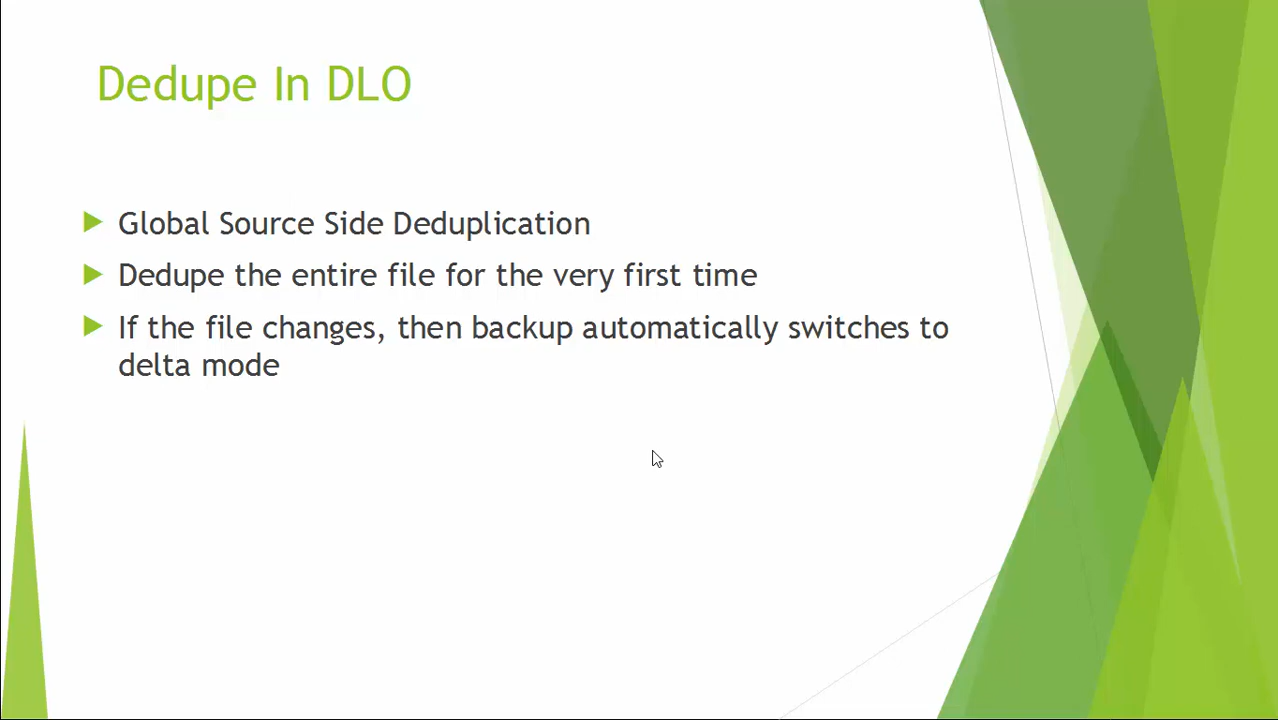 Dedupe In DLO
Global Source Side Deduplication
Dedupe the entire file for the very first time
If the file changes, then backup automatically switches to
delta mode